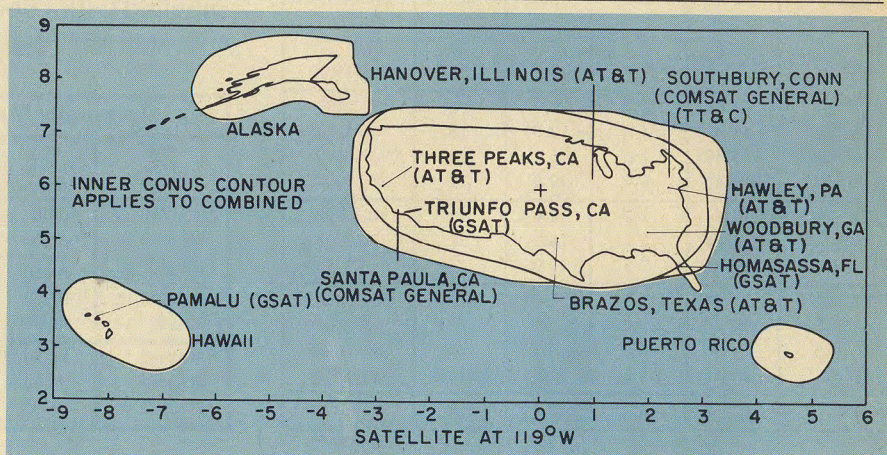 9
8
7
6
5
4
3
2
HANOVER, ILLINOIS (AT&T)
SOUTHBURY, CONN
(COMSAT GENERAL)
(TT&C)
ALASKA
THREE PEAKS, CA
(AT&T)
INNER CONUS CONTOUR
APPLIES TO COMBINED
TRIUNFO PASS, CA
(GSAT)
HAWLEY, PA
(AT&T)
WOODBURY, GA
(AT&T)
HOMASASSA, FL
(GSAT)
SANTA PAULA, CA
(COMSAT GENERAL)
BRAZOS, TEXAS (AT&T)
PAMALU (GSAT)
HAWAII
PUERTO RICO
-9 -8 -7 -6 -5 -4 -3 -2 -1 0 1 2 3 4 5 6
SATELLITE AT 119°W